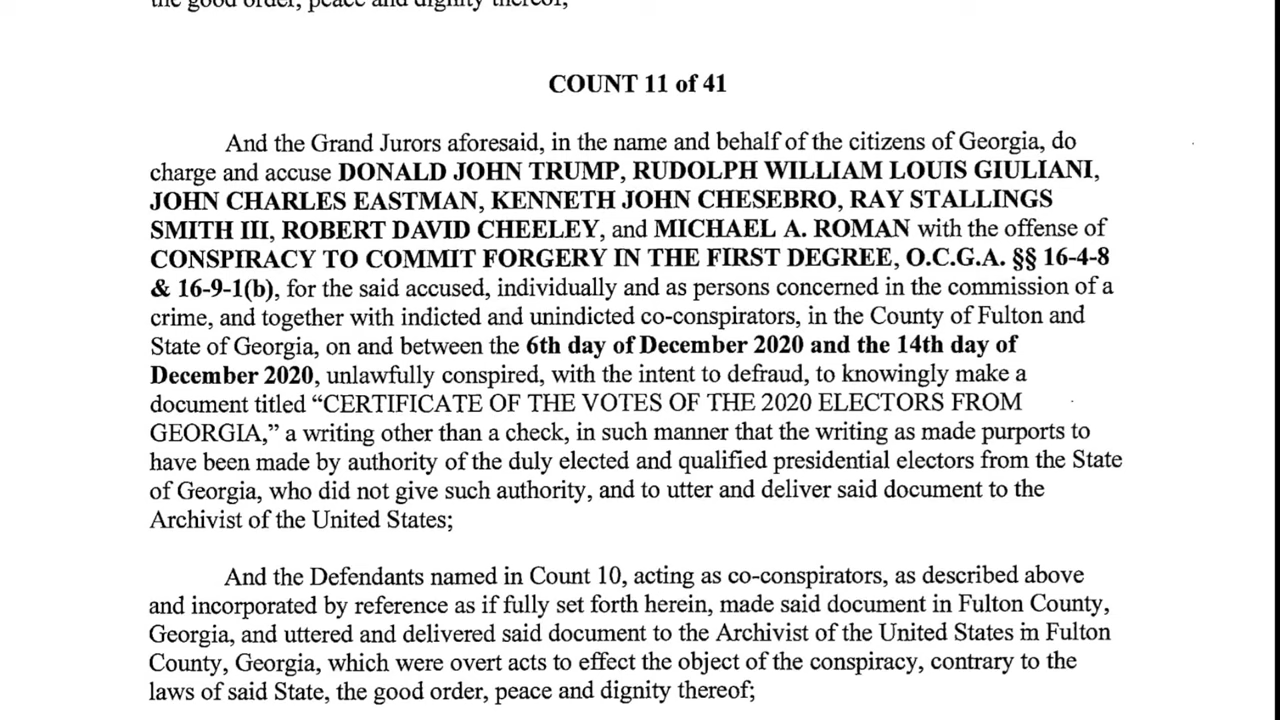 the good order, peace and dignity thereof;
COUNT 11 of 41
And the Grand Jurors aforesaid, in the name and behalf of the citizens of Georgia, do
charge and accuse DONALD JOHN TRUMP, RUDOLPH WILLIAM LOUIS GIULIANI,
JOHN CHARLES EASTMAN, KENNETH JOHN CHESEBRO, RAY STALLINGS
SMITH III, ROBERT DAVID CHEELEY, and MICHAEL A. ROMAN with the offense of
CONSPIRACY TO COMMIT FORGERY IN THE FIRST DEGREE, O.C.G.A. §§ 16-4-8
& 16-9-1(b), for the said accused, individually and as persons concerned in the commission of a
crime, and together with indicted and unindicted co-conspirators, in the County of Fulton and
State of Georgia, on and between the 6th day of December 2020 and the 14th day of
December 2020, unlawfully conspired, with the intent to defraud, to knowingly make a
document titled “CERTIFICATE OF THE VOTES OF THE 2020 ELECTORS FROM
GEORGIA,” a writing other than a check, in such manner that the writing as made purports to
have been made by authority of the duly elected and qualified presidential electors from the State
of Georgia, who did not give such authority, and to utter and deliver said document to the
Archivist of the United States;
And the Defendants named in Count 10, acting as co-conspirators, as described above
and incorporated by reference as if fully set forth herein, made said document in Fulton County,
Georgia, and uttered and delivered said document to the Archivist of the United States in Fulton
County, Georgia, which were overt acts to effect the object of the conspiracy, contrary to the
laws of said State, the good order, peace and dignity thereof;